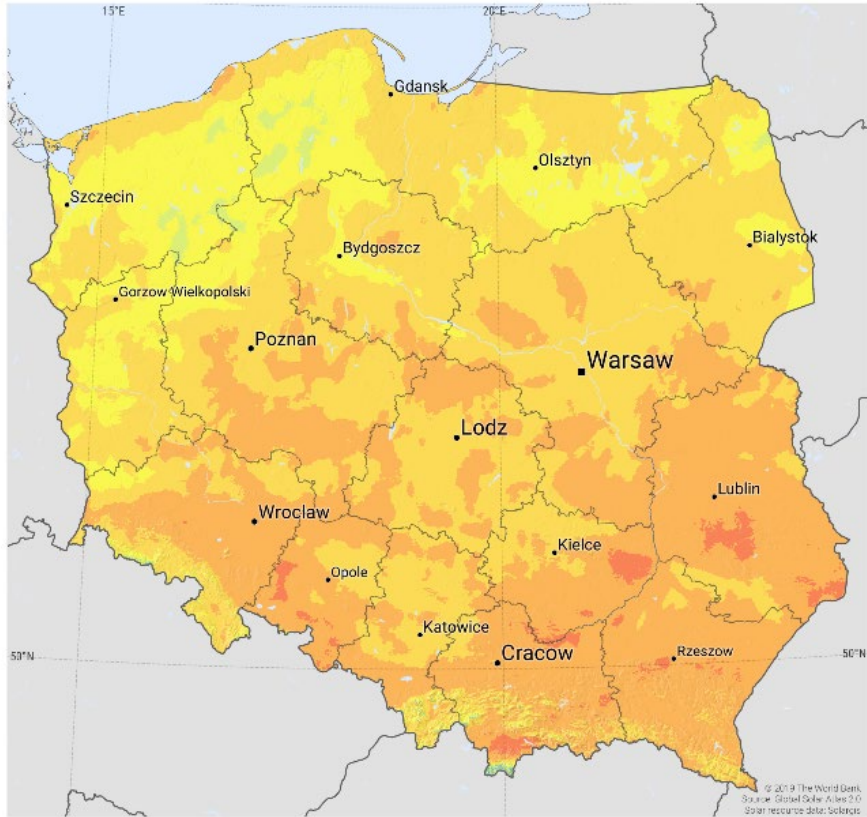 15°E
20°E
Gdansk
Olsztyn
Szczecin
Bydgoszcz
Bialystok
Gorzow Wielkopolski
Poznan
Warsaw
Lodz
Lublin
Wroclaw
Kielce
Opole
Katowice
50°N
Cracow
Rzeszow
50°N
© 2019 The World Bank
Source: Global Solar Atlas 2.0
Solar resource data: Solargis